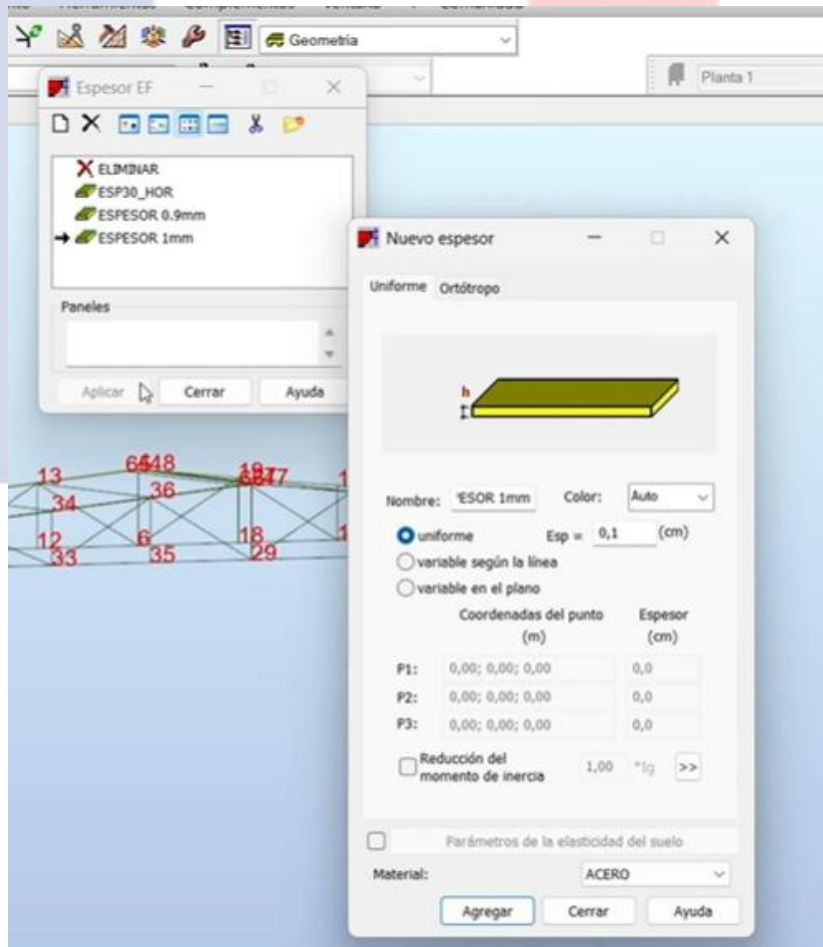 Herramientas Complementos Ventana Comunidad
Geometría
Planta 1
Espesor EF
ELIMINAR
ESP30_HOR
ESPESOR 0.9mm
ESPESOR 1mm
Paneles
Aplicar Cerrar Ayuda
Nuevo espesor
Uniforme Ortótropo
h
Nombre: ESOR 1mm Color: Auto
uniforme Esp = 0,1 (cm)
variable según la línea
variable en el plano
Coordenadas del punto Espesor
(m) (cm)
P1: 0,00; 0,00; 0,00 0,0
P2: 0,00; 0,00; 0,00 0,0
P3: 0,00; 0,00; 0,00 0,0
Reducción del
momento de inercia 1,00 *Ig >>
Parámetros de la elasticidad del suelo
Material: ACERO
Agregar Cerrar Ayuda
13
34 36
12 6 18
33 35 29